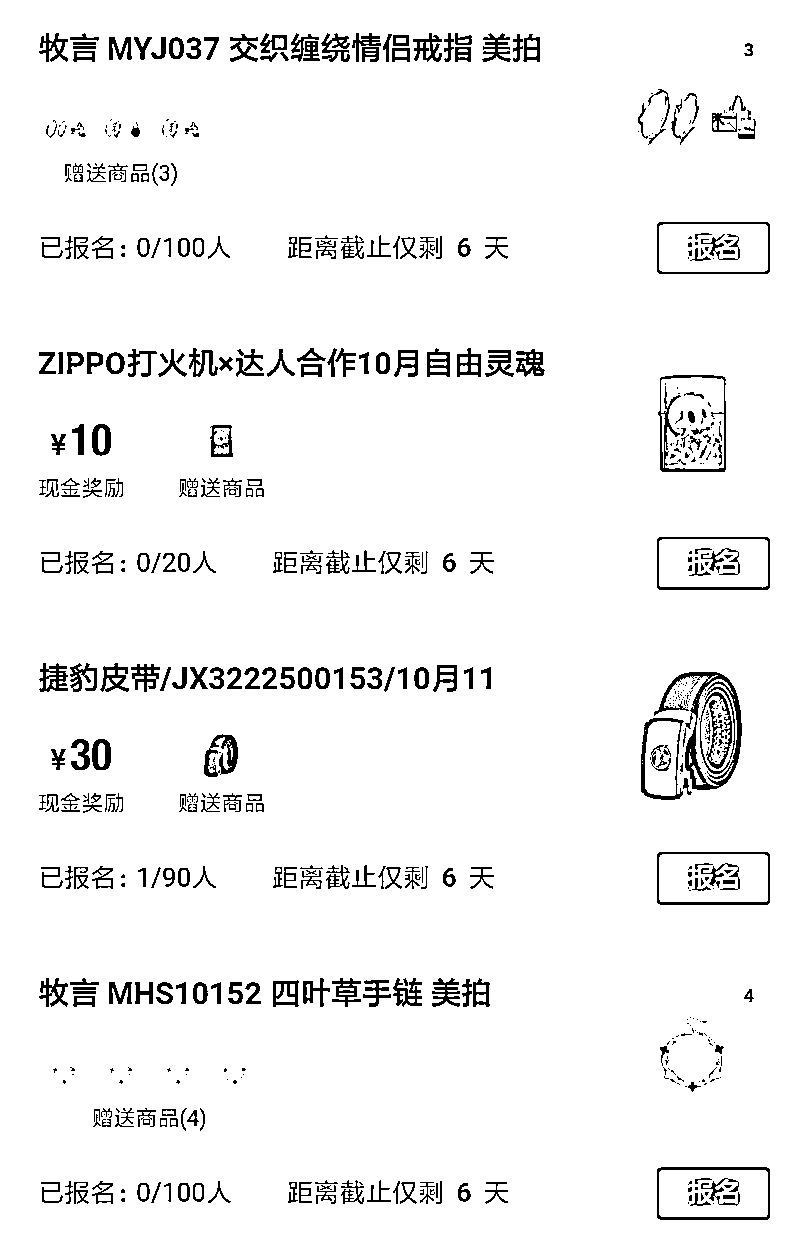 牧言 MYJ037 交织缠绕情侣戒指 美拍
3
赠送商品(3)
已报名: 0/100人 距离截止仅剩 6 天 报名
ZIPPO打火机×达人合作10月自由灵魂
¥10
现金奖励 赠送商品
已报名: 0/20人 距离截止仅剩 6 天 报名
捷豹皮带/JX3222500153/10月11
¥30
现金奖励 赠送商品
已报名: 1/90人 距离截止仅剩 6 天 报名
牧言 MHS10152 四叶草手链 美拍
4
赠送商品(4)
已报名: 0/100人 距离截止仅剩 6 天 报名